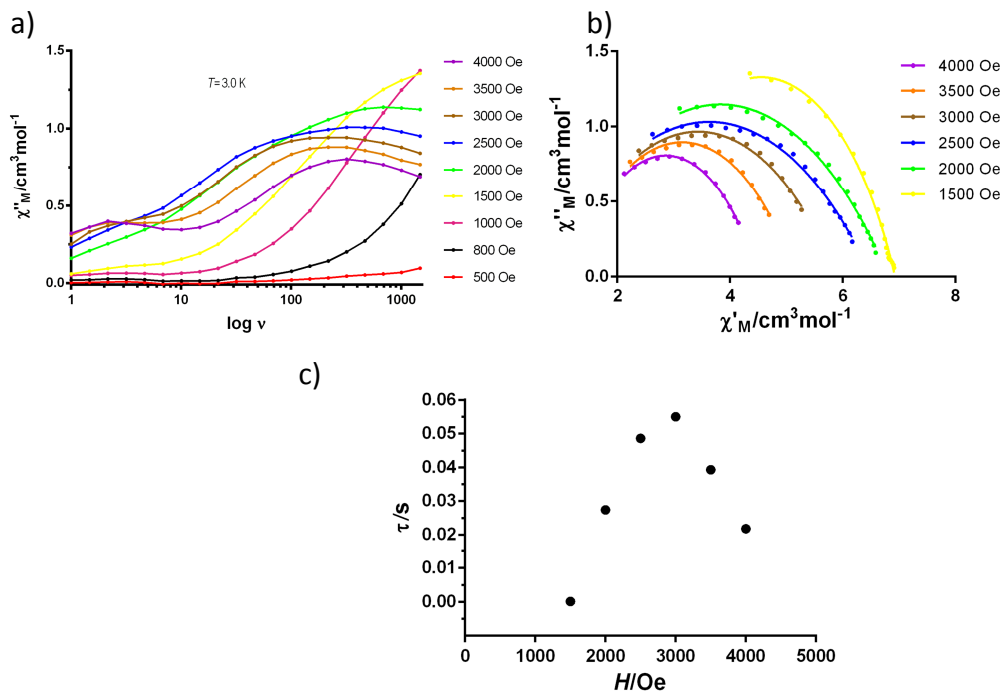 a)
1.5
1.0
0.5
0.0
χ''M/cm³mol⁻¹
T=3.0 K
1
10
100
1000
log ν
4000 Oe
3500 Oe
3000 Oe
2500 Oe
2000 Oe
1500 Oe
1000 Oe
800 Oe
500 Oe
b)
1.5
1.0
0.5
0.0
χ''M/cm³mol⁻¹
2
4
6
8
χ'M/cm³mol⁻¹
4000 Oe
3500 Oe
3000 Oe
2500 Oe
2000 Oe
1500 Oe
c)
0.06
0.05
0.04
0.03
0.02
0.01
0.00
τ/s
0
1000
2000
3000
4000
5000
H/Oe